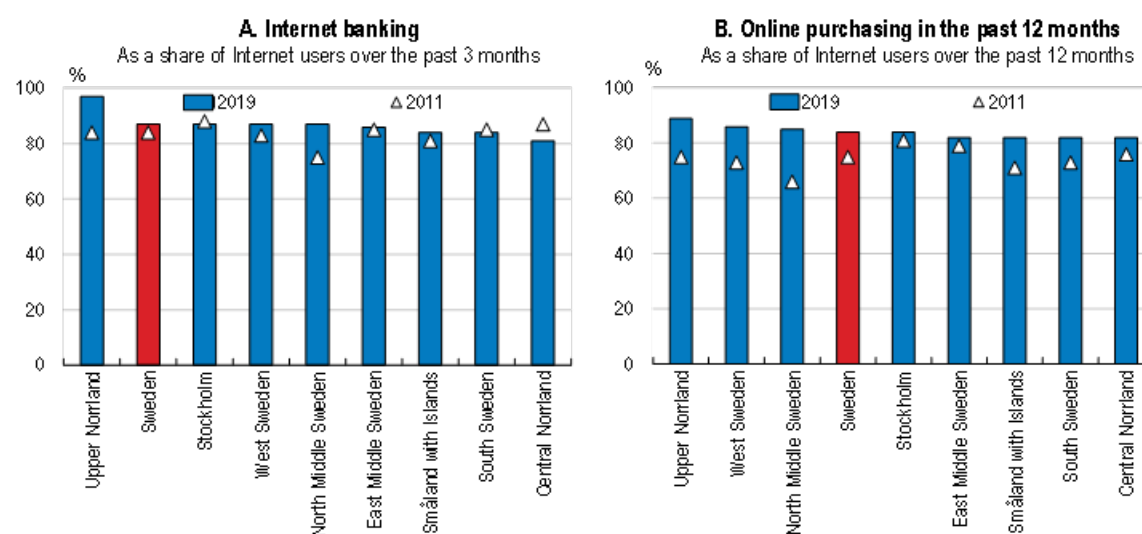 A. Internet banking
As a share of Internet users over the past 3 months
%
2019
2011
100
80
60
40
20
0
Upper Norrland
Sweden
Stockholm
West Sweden
North Middle Sweden
East Middle Sweden
Småland with Islands
South Sweden
Central Norrland
B. Online purchasing in the past 12 months
As a share of Internet users over the past 12 months
%
2019
2011
100
80
60
40
20
0
Upper Norrland
West Sweden
North Middle Sweden
Sweden
Stockholm
East Middle Sweden
Småland with Islands
South Sweden
Central Norrland